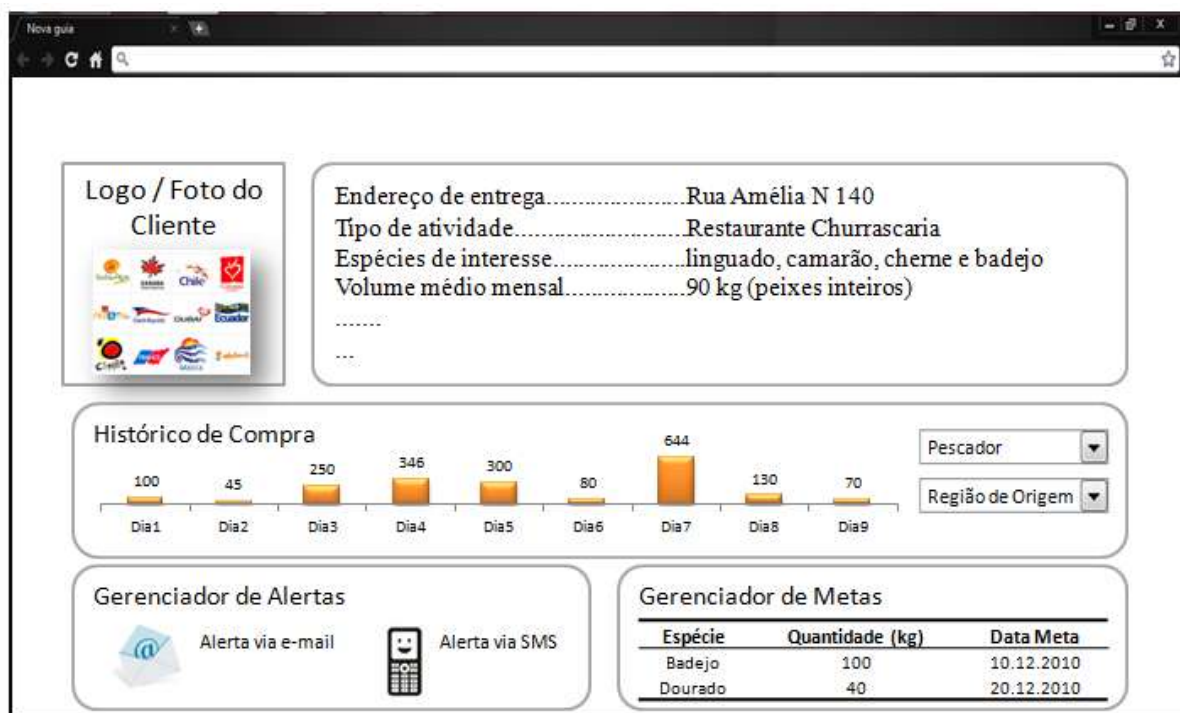 Nova guia
Logo / Foto do
Cliente
CANADA
Chile
DUBAI
Ecuador
Endereço de entrega......................Rua Amélia N 140
Tipo de atividade...........................Restaurante Churrascaria
Espécies de interesse.....................linguado, camarão, cherne e badejo
Volume médio mensal...................90 kg (peixes inteiros)
.......
...
Histórico de Compra
100 45 250 346 300 80 644 130 70
Dia1 Dia2 Dia3 Dia4 Dia5 Dia6 Dia7 Dia8 Dia9
Pescador
Região de Origem
Gerenciador de Alertas
@ Alerta via e-mail Alerta via SMS
Gerenciador de Metas
Espécie Quantidade (kg) Data Meta
Badejo 100 10.12.2010
Dourado 40 20.12.2010